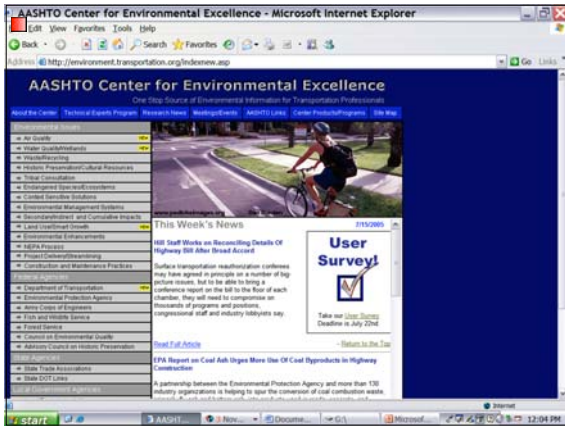 AASHTO Center for Environmental Excellence - Microsoft Internet Explorer
Edit View Favorites Tools Help
Back Search Favorites
Address http://environment.transportation.org/indexnew.asp Go Links
AASHTO Center for Environmental Excellence
One Stop Source of Environmental Information for Transportation Professionals
About the Center Technical Experts Program Research News Meetings/Events AASHTO Links Center Products/Programs Site Map
Environmental Issues
Air Quality NEW
Water Quality/Wetlands NEW
Waste/Recycling
Historic Preservation/Cultural Resources
Tribal Consultation
Endangered Species/Ecosystems
Context Sensitive Solutions
Environmental Management Systems
Secondary/Indirect and Cumulative Impacts
Land Use/Smart Growth NEW
Environmental Enhancements
NEPA Process
Project Delivery/Streamlining
Construction and Maintenance Practices
Federal Agencies
Department of Transportation NEW
Environmental Protection Agency
Army Corps of Engineers
Fish and Wildlife Service
Forest Service
Council on Environmental Quality
Advisory Council on Historic Preservation
State Agencies
State Trade Associations
State DOT Links
Local Government Agencies
www.pedbikeimages.org
This Week's News 7/15/2005
Hill Staff Works on Reconciling Details Of
Highway Bill After Broad Accord
Surface transportation reauthorization conferees
may have agreed in principle on a number of big-
picture issues, but to be able to bring a
conference report on the bill to the floor of each
chamber, they will need to compromise on
thousands of programs and positions,
congressional staff and industry lobbyists say.
Read Full Article
User
Survey!
Take our User Survey
Deadline is July 22nd.
- Return to the Top
EPA Report on Coal Ash Urges More Use Of Coal Byproducts in Highway
Construction
A partnership between the Environmental Protection Agency and more than 130
industry organizations is helping to spur the conversion of coal combustion waste,
Internet
start AASHT... 3 Nov... Docume... G:\ Microsof... 12:04 PM